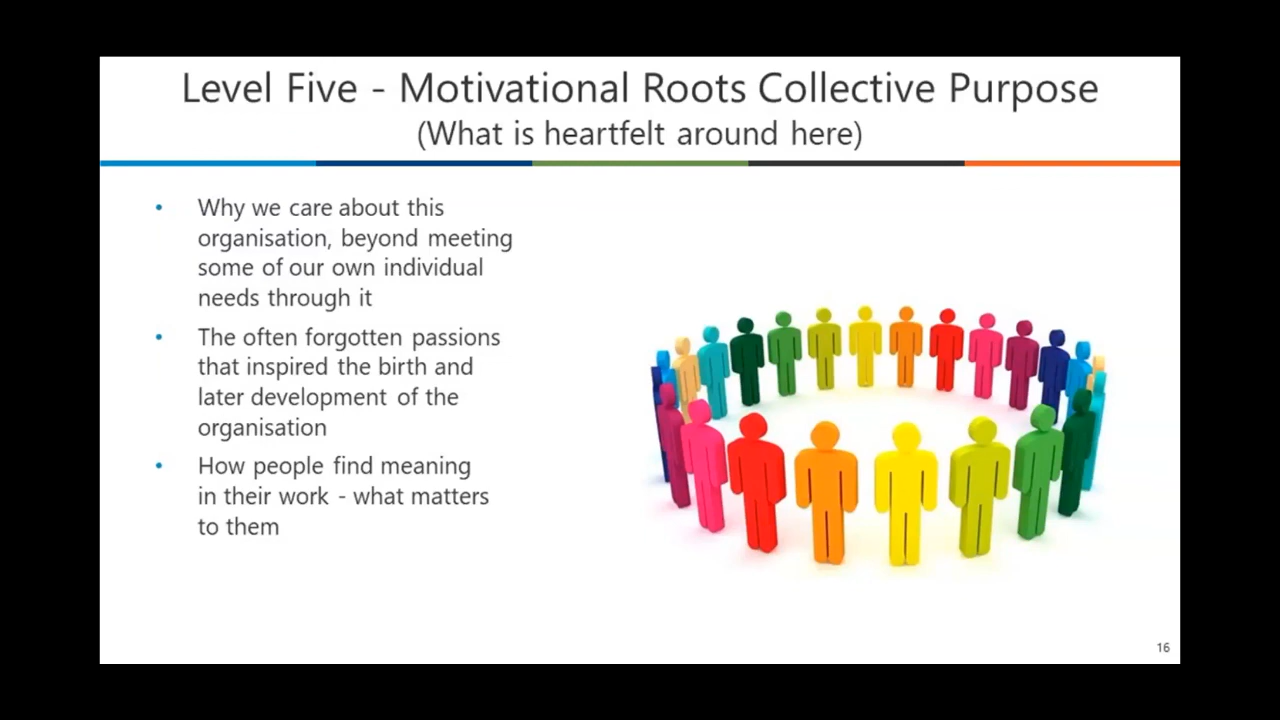 Level Five - Motivational Roots Collective Purpose
(What is heartfelt around here)
• Why we care about this
organisation, beyond meeting
some of our own individual
needs through it
• The often forgotten passions
that inspired the birth and
later development of the
organisation
• How people find meaning
in their work - what matters
to them
16